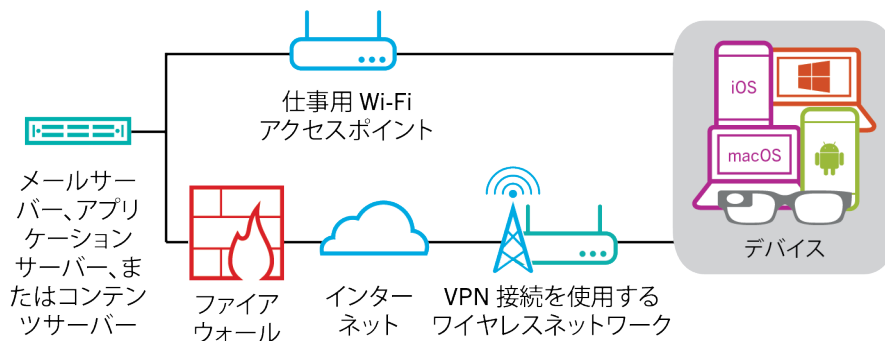 仕事用 Wi-Fi
アクセスポイント
iOS
macOS
デバイス
メールサー
バー、アプリ
ケーション
サーバー、ま
たはコンテン
ツサーバー
ファイア
ウォール
インター
ネット
VPN 接続を使用する
ワイヤレスネットワーク